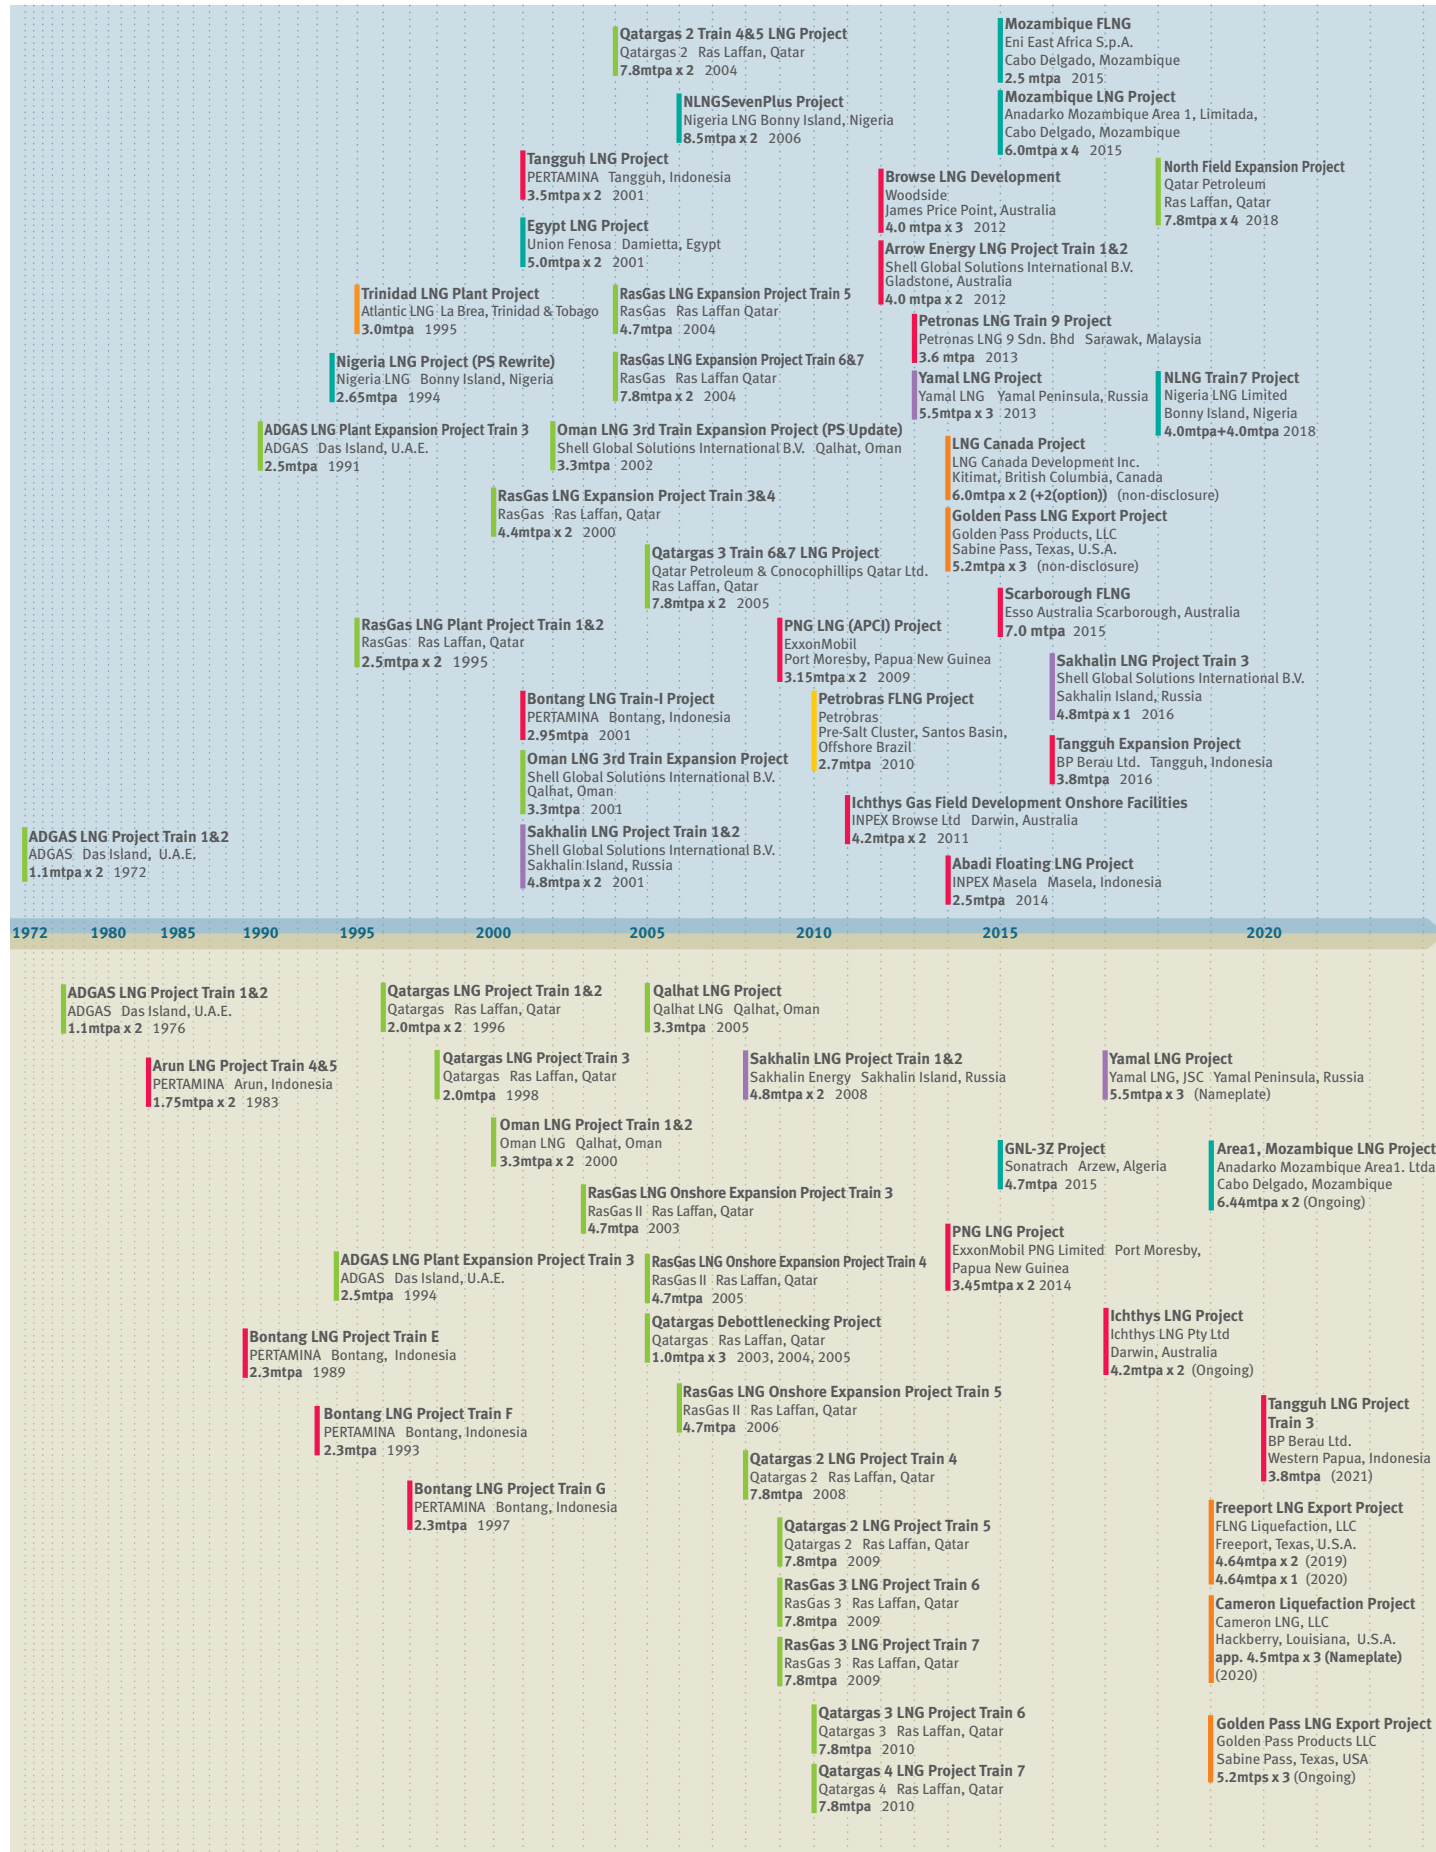 Qatargas 2 Train 4&5 LNG Project
Qatargas 2 Ras Laffan, Qatar
7.8mtpa x 2 2004
NLNGSevenPlus Project
Nigeria LNG Bonny Island, Nigeria
8.5mtpa x 2 2006
Tangguh LNG Project
PERTAMINA Tangguh, Indonesia
3.5mtpa x 2 2001
Egypt LNG Project
Union Fenosa Damietta, Egypt
5.0mtpa x 2 2001
Trinidad LNG Plant Project
Atlantic LNG La Brea, Trinidad & Tobago
3.0mtpa 1995
RasGas LNG Expansion Project Train 5
RasGas Ras Laffan Qatar
4.7mtpa 2004
Nigeria LNG Project (PS Rewrite)
Nigeria LNG Bonny Island, Nigeria
2.65mtpa 1994
RasGas LNG Expansion Project Train 6&7
RasGas Ras Laffan Qatar
7.8mtpa x 2 2004
ADGAS LNG Plant Expansion Project Train 3
ADGAS Das Island, U.A.E.
2.5mtpa 1991
Oman LNG 3rd Train Expansion Project (PS Update)
Shell Global Solutions International B.V. Qalhat, Oman
3.3mtpa 2002
RasGas LNG Expansion Project Train 3&4
RasGas Ras Laffan, Qatar
4.4mtpa x 2 2000
Qatargas 3 Train 6&7 LNG Project
Qatar Petroleum & Conocophillips Qatar Ltd.
Ras Laffan, Qatar
7.8mtpa x 2 2005
RasGas LNG Plant Project Train 1&2
RasGas Ras Laffan, Qatar
2.5mtpa x 2 1995
Bontang LNG Train-I Project
PERTAMINA Bontang, Indonesia
2.95mtpa 2001
Oman LNG 3rd Train Expansion Project
Shell Global Solutions International B.V.
Qalhat, Oman
3.3mtpa 2001
Sakhalin LNG Project Train 1&2
Shell Global Solutions International B.V.
Sakhalin Island, Russia
4.8mtpa x 2 2001
ADGAS LNG Project Train 1&2
ADGAS Das Island, U.A.E.
1.1mtpa x 2 1972
Mozambique FLNG
Eni East Africa S.p.A.
Cabo Delgado, Mozambique
2.5 mtpa 2015
Mozambique LNG Project
Anadarko Mozambique Area 1, Limitada,
Cabo Delgado, Mozambique
6.0mtpa x 4 2015
North Field Expansion Project
Qatar Petroleum
Ras Laffan, Qatar
7.8mtpa x 4 2018
Browse LNG Development
Woodside
James Price Point, Australia
4.0 mtpa x 3 2012
Arrow Energy LNG Project Train 1&2
Shell Global Solutions International B.V.
Gladstone, Australia
4.0 mtpa x 2 2012
Petronas LNG Train 9 Project
Petronas LNG 9 Sdn. Bhd Sarawak, Malaysia
3.6 mtpa 2013
Yamal LNG Project
Yamal LNG Yamal Peninsula, Russia
5.5mtpa x 3 2013
NLNG Train7 Project
Nigeria LNG Limited
Bonny Island, Nigeria
4.0mtpa+4.0mtpa 2018
LNG Canada Project
LNG Canada Development Inc.
Kitimat, British Columbia, Canada
6.0mtpa x 2 (+2(option)) (non-disclosure)
Golden Pass LNG Export Project
Golden Pass Products, LLC
Sabine Pass, Texas, U.S.A.
5.2mtpa x 3 (non-disclosure)
Scarborough FLNG
Esso Australia Scarborough, Australia
7.0 mtpa 2015
PNG LNG (APCI) Project
ExxonMobil
Port Moresby, Papua New Guinea
3.15mtpa x 2 2009
Sakhalin LNG Project Train 3
Shell Global Solutions International B.V.
Sakhalin Island, Russia
4.8mtpa x 1 2016
Petrobras FLNG Project
Petrobras
Pre-Salt Cluster, Santos Basin,
Offshore Brazil
2.7mtpa 2010
Tangguh Expansion Project
BP Berau Ltd. Tangguh, Indonesia
3.8mtpa 2016
Ichthys Gas Field Development Onshore Facilities
INPEX Browse Ltd Darwin, Australia
4.2mtpa x 2 2011
Abadi Floating LNG Project
INPEX Masela Masela, Indonesia
2.5mtpa 2014
1972 1980 1985 1990 1995 2000 2005 2010 2015 2020
ADGAS LNG Project Train 1&2
ADGAS Das Island, U.A.E.
1.1mtpa x 2 1976
Arun LNG Project Train 4&5
PERTAMINA Arun, Indonesia
1.75mtpa x 2 1983
Qatargas LNG Project Train 1&2
Qatargas Ras Laffan, Qatar
2.0mtpa x 2 1996
Qatargas LNG Project Train 3
Qatargas Ras Laffan, Qatar
2.0mtpa 1998
Oman LNG Project Train 1&2
Oman LNG Qalhat, Oman
3.3mtpa x 2 2000
RasGas LNG Onshore Expansion Project Train 3
RasGas II Ras Laffan, Qatar
4.7mtpa 2003
ADGAS LNG Plant Expansion Project Train 3
ADGAS Das Island, U.A.E.
2.5mtpa 1994
Bontang LNG Project Train E
PERTAMINA Bontang, Indonesia
2.3mtpa 1989
Bontang LNG Project Train F
PERTAMINA Bontang, Indonesia
2.3mtpa 1993
Bontang LNG Project Train G
PERTAMINA Bontang, Indonesia
2.3mtpa 1997
Qalhat LNG Project
Qalhat LNG Qalhat, Oman
3.3mtpa 2005
Sakhalin LNG Project Train 1&2
Sakhalin Energy Sakhalin Island, Russia
4.8mtpa x 2 2008
RasGas LNG Onshore Expansion Project Train 4
RasGas II Ras Laffan, Qatar
4.7mtpa 2005
Qatargas Debottlenecking Project
Qatargas Ras Laffan, Qatar
1.0mtpa x 3 2003, 2004, 2005
RasGas LNG Onshore Expansion Project Train 5
RasGas II Ras Laffan, Qatar
4.7mtpa 2006
Qatargas 2 LNG Project Train 4
Qatargas 2 Ras Laffan, Qatar
7.8mtpa 2008
Qatargas 2 LNG Project Train 5
Qatargas 2 Ras Laffan, Qatar
7.8mtpa 2009
RasGas 3 LNG Project Train 6
RasGas 3 Ras Laffan, Qatar
7.8mtpa 2009
RasGas 3 LNG Project Train 7
RasGas 3 Ras Laffan, Qatar
7.8mtpa 2009
Qatargas 3 LNG Project Train 6
Qatargas 3 Ras Laffan, Qatar
7.8mtpa 2010
Qatargas 4 LNG Project Train 7
Qatargas 4 Ras Laffan, Qatar
7.8mtpa 2010
Yamal LNG Project
Yamal LNG, JSC Yamal Peninsula, Russia
5.5mtpa x 3 (Nameplate)
GNL-3Z Project
Sonatrach Arzew, Algeria
4.7mtpa 2015
Area1, Mozambique LNG Project
Anadarko Mozambique Area1. Ltda
Cabo Delgado, Mozambique
6.44mtpa x 2 (Ongoing)
PNG LNG Project
ExxonMobil PNG Limited Port Moresby,
Papua New Guinea
3.45mtpa x 2 2014
Ichthys LNG Project
Ichthys LNG Pty Ltd
Darwin, Australia
4.2mtpa x 2 (Ongoing)
Tangguh LNG Project
Train 3
BP Berau Ltd.
Western Papua, Indonesia
3.8mtpa (2021)
Freeport LNG Export Project
FLNG Liquefaction, LLC
Freeport, Texas, U.S.A.
4.64mtpa x 2 (2019)
4.64mtpa x 1 (2020)
Cameron Liquefaction Project
Cameron LNG, LLC
Hackberry, Louisiana, U.S.A.
app. 4.5mtpa x 3 (Nameplate)
(2020)
Golden Pass LNG Export Project
Golden Pass Products LLC
Sabine Pass, Texas, USA
5.2mtps x 3 (Ongoing)